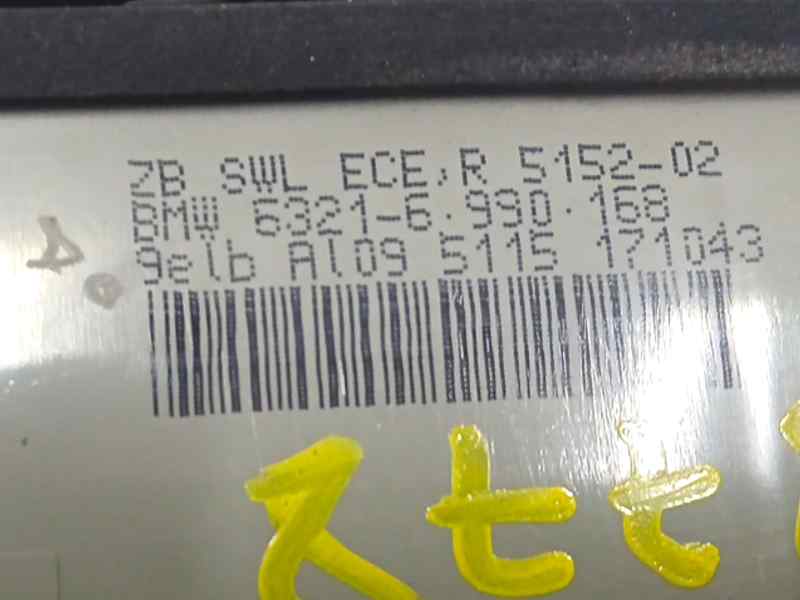 ZB SWL ECE,R 5152-02
BMW 6321-6.990.168
gelb Al09 5115 171043